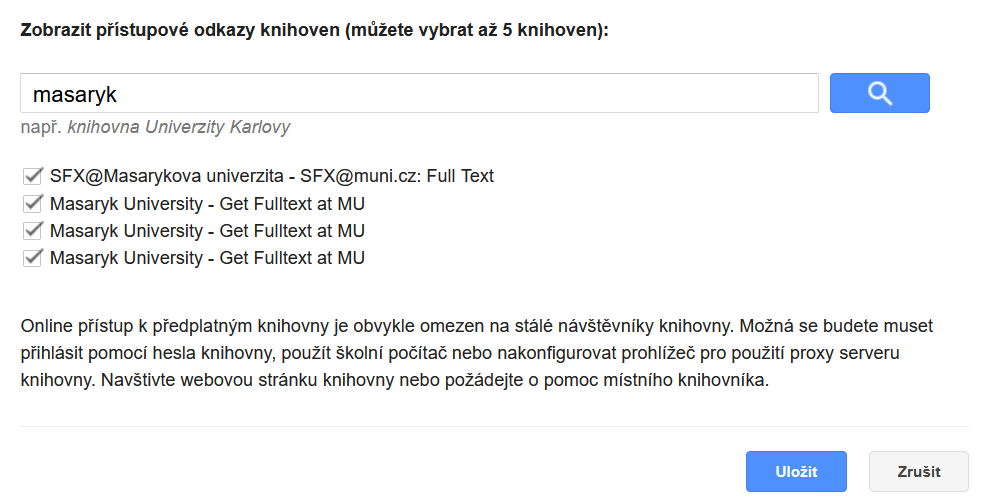 Zobrazit přístupové odkazy knihoven (můžete vybrat až 5 knihoven):
masaryk
např. knihovna Univerzity Karlovy
SFX@Masarykova univerzita - SFX@muni.cz: Full Text
Masaryk University - Get Fulltext at MU
Masaryk University - Get Fulltext at MU
Masaryk University - Get Fulltext at MU
Online přístup k předplatným knihovny je obvykle omezen na stálé návštěvníky knihovny. Možná se budete muset
přihlásit pomocí hesla knihovny, použít školní počítač nebo nakonfigurovat prohlížeč pro použití proxy serveru
knihovny. Navštivte webovou stránku knihovny nebo požádejte o pomoc místního knihovníka.
Uložit Zrušit